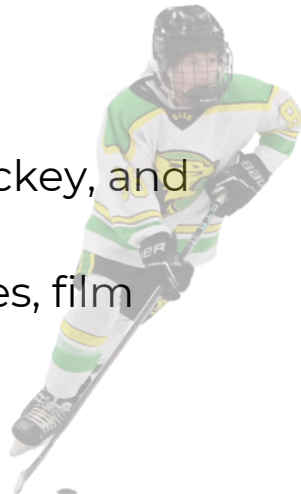 ckey, and
es, film